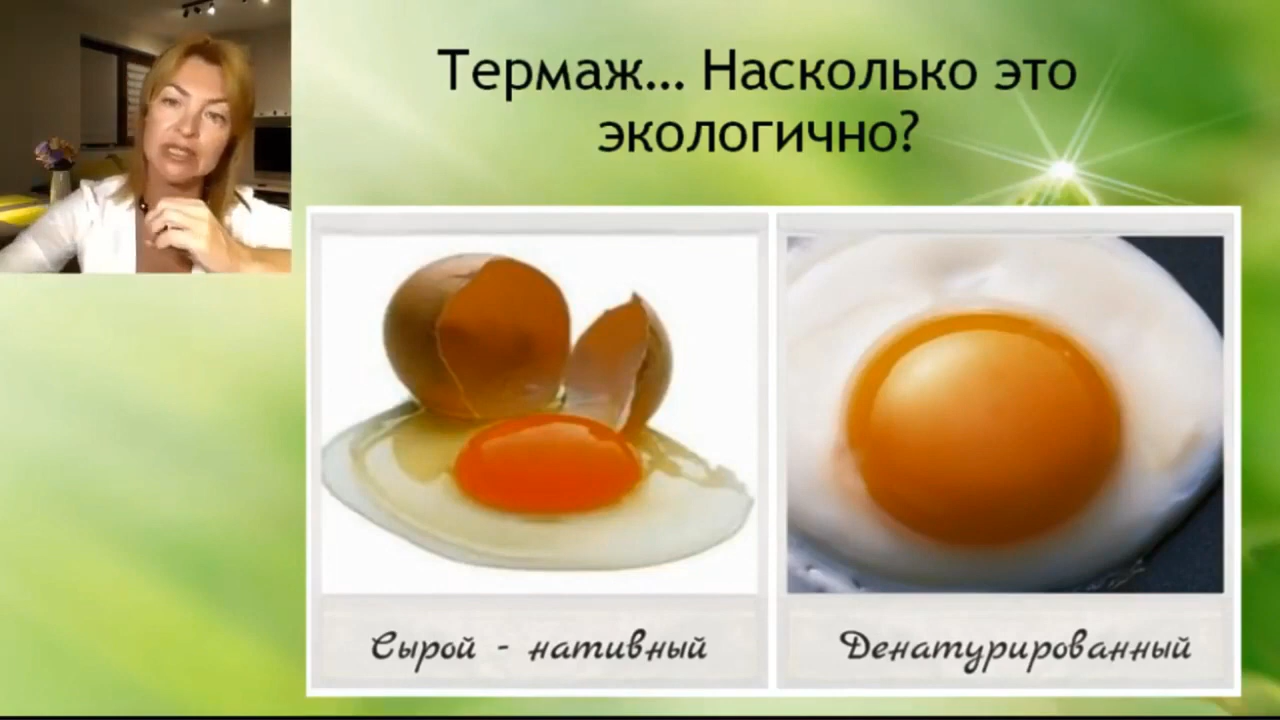 Термаж... Насколько это
экологично?
Сырой - нативный
Денатурированный